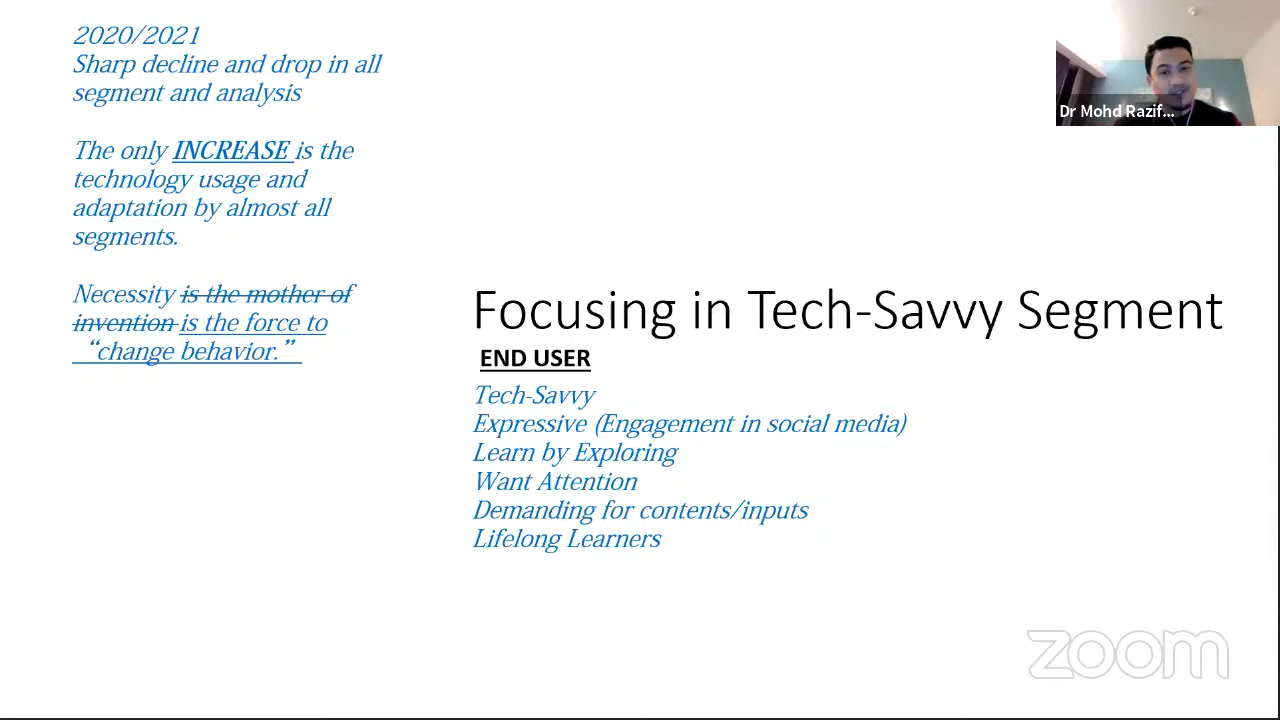 2020/2021
Sharp decline and drop in all
segment and analysis
The only INCREASE is the
technology usage and
adaptation by almost all
segments.
Necessity is the mother of
invention is the force to
“change behavior.”
Dr Mohd Razif...
Focusing in Tech-Savvy Segment
END USER
Tech-Savvy
Expressive (Engagement in social media)
Learn by Exploring
Want Attention
Demanding for contents/inputs
Lifelong Learners
zoom